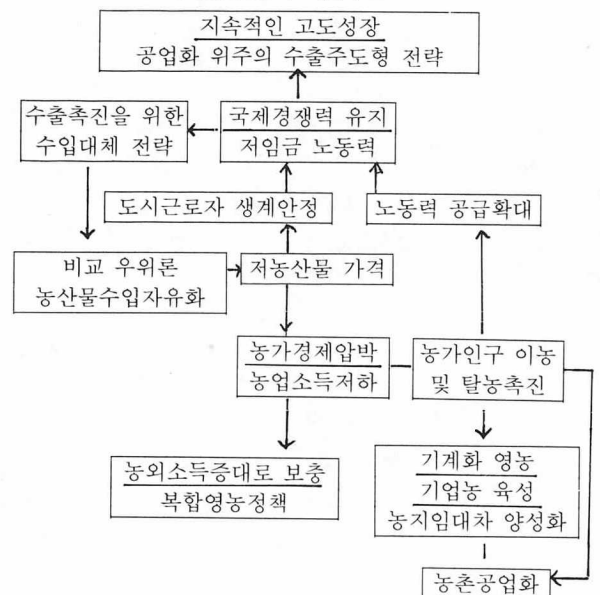 지속적인 고도성장
공업화 위주의 수출주도형 전략
수출촉진을 위한
수입대체 전략
국제경쟁력 유지
저임금 노동력
도시근로자 생계안정
노동력 공급확대
비교 우위론
농산물수입자유화
저농산물 가격
농가경제압박
농업소득저하
농가인구 이농
및 탈농촉진
농외소득증대로 보충
복합영농정책
기계화 영농
기업농 육성
농지임대차 양성화
농촌공업화